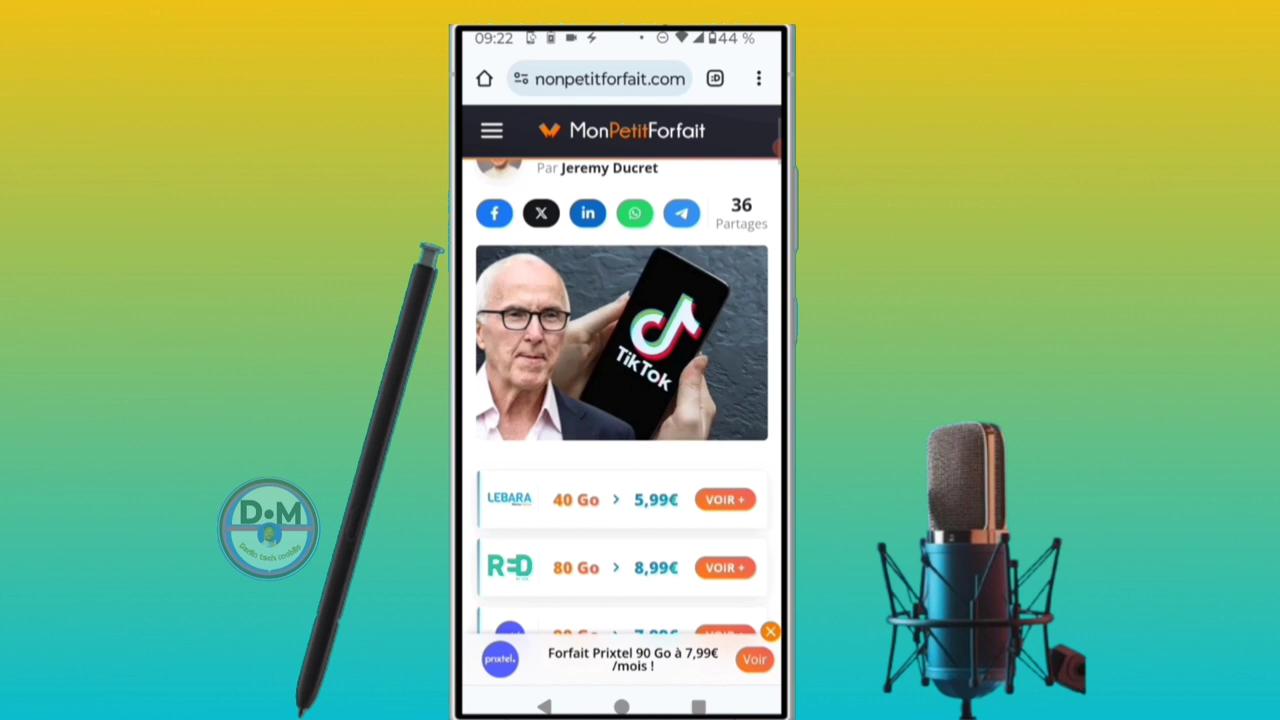 09:22
44 %
nonpetitforfait.com
:D
MonPetitForfait
Par Jeremy Ducret
36
Partages
TikTok
LEBARA
40 Go > 5,99€ VOIR +
RED
80 Go > 8,99€ VOIR +
prixtel.
Forfait Prixtel 90 Go à 7,99€
/mois !
Voir
D.M